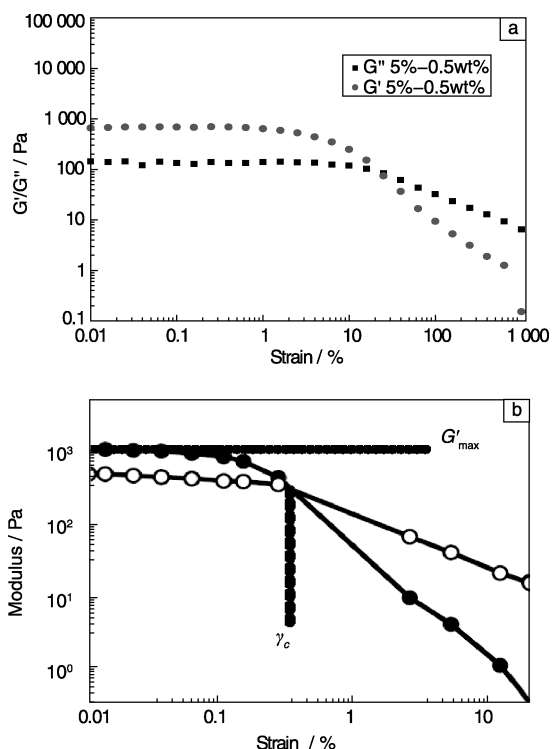 a
100 000
10 000
1 000
100
10
1
0.1
G'/G'' / Pa
G'' 5%–0.5wt%
G' 5%–0.5wt%
0.01 0.1 1 10 100 1 000
Strain / %
b
10³
10²
10¹
10⁰
Modulus / Pa
G'max
γc
0.01 0.1 1 10
Strain / %